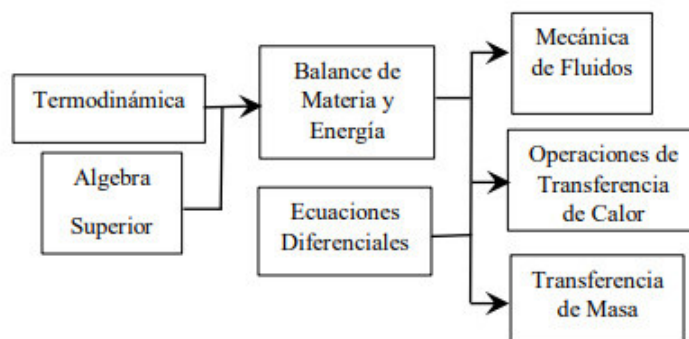 Termodinámica
Algebra
Superior
Balance de
Materia y
Energía
Ecuaciones
Diferenciales
Mecánica
de Fluidos
Operaciones de
Transferencia
de Calor
Transferencia
de Masa